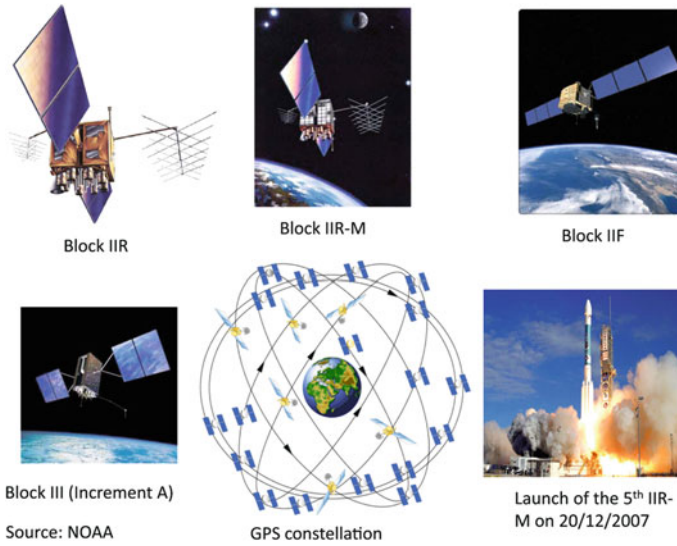 Block IIR
Block IIR-M
Block IIF
Block III (Increment A)
Source: NOAA
GPS constellation
Launch of the 5th IIR-
M on 20/12/2007